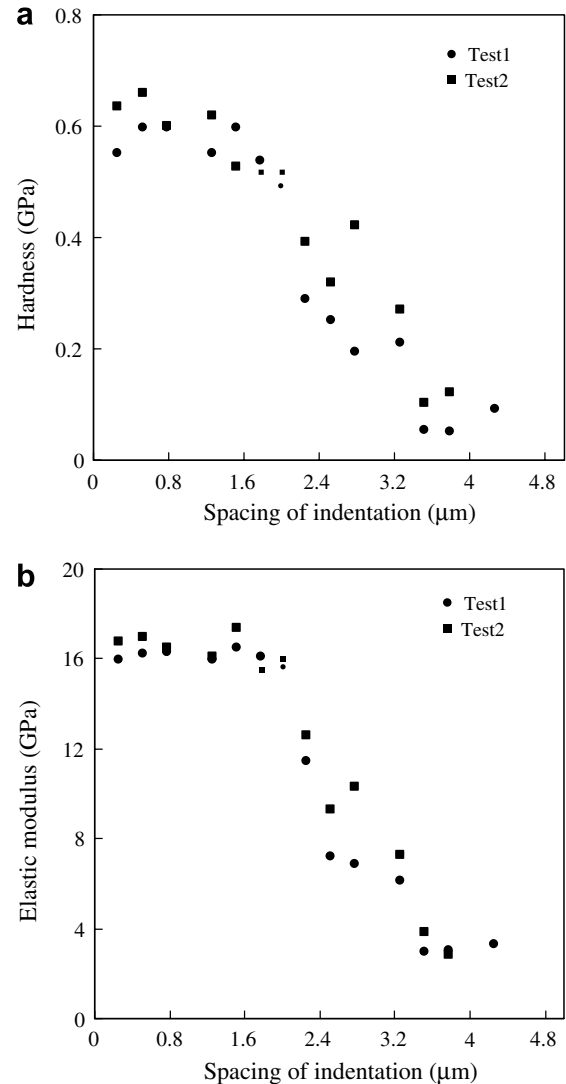 a
0.8
Test1
Test2
0.6
Hardness (GPa)
0.4
0.2
0
0 0.8 1.6 2.4 3.2 4 4.8
Spacing of indentation (μm)
b
20
Test1
Test2
16
Elastic modulus (GPa)
12
8
4
0
0 0.8 1.6 2.4 3.2 4 4.8
Spacing of indentation (μm)